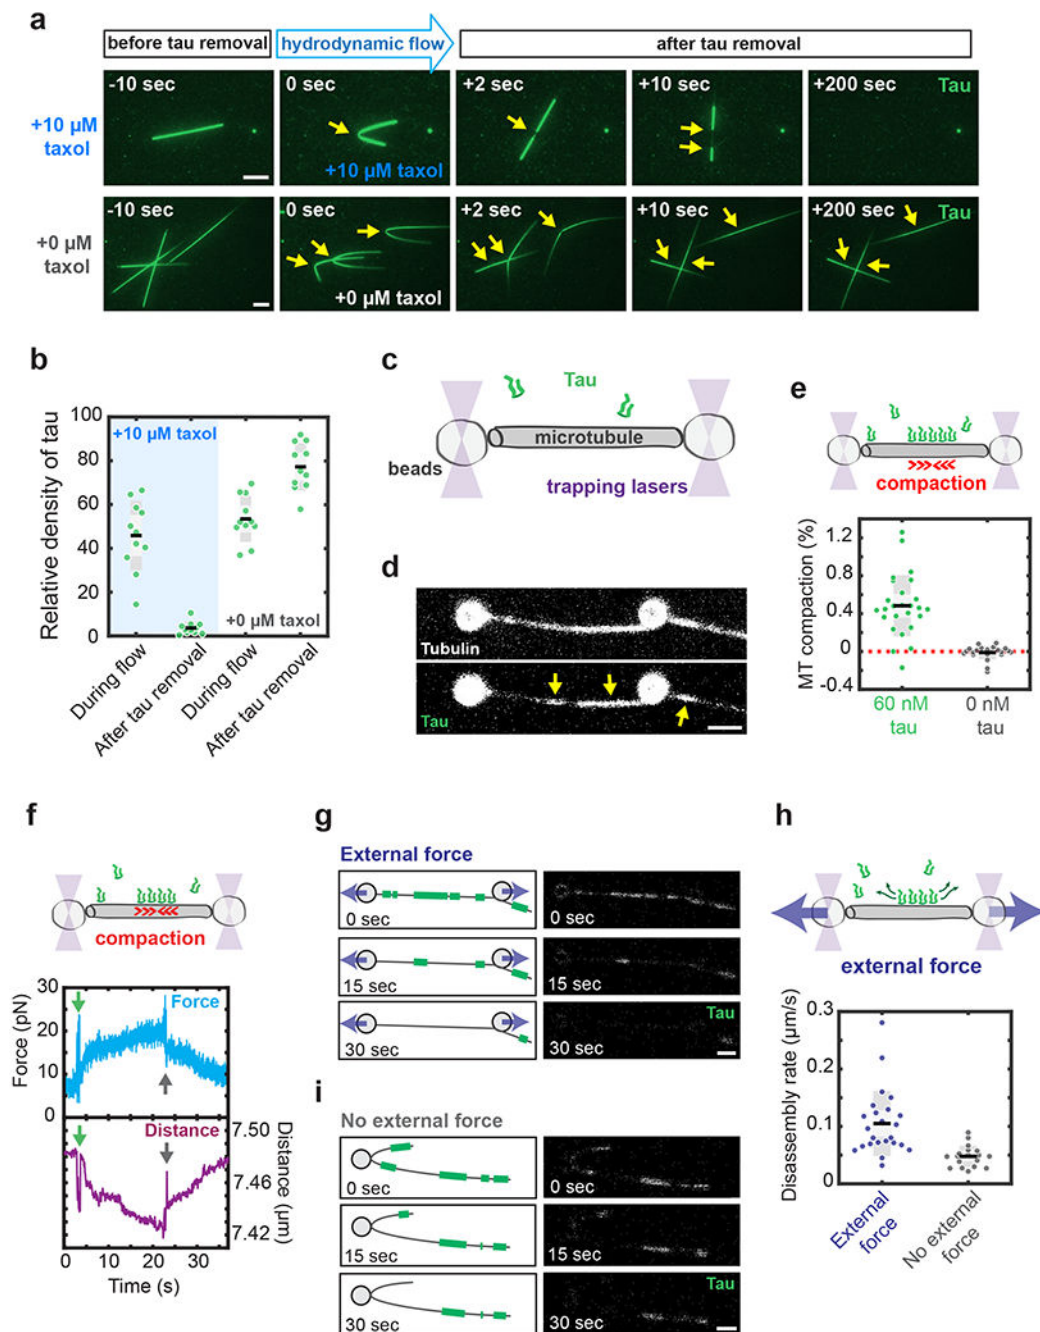 a
before tau removal
hydrodynamic flow
after tau removal
+10 µM taxol
-10 sec
0 sec
+10 µM taxol
+2 sec
+10 sec
+200 sec
Tau
+0 µM taxol
-10 sec
0 sec
+0 µM taxol
+2 sec
+10 sec
+200 sec
Tau
b
Relative density of tau
100
80
60
40
20
0
+10 µM taxol
+0 µM taxol
During flow
After tau removal
During flow
After tau removal
c
Tau
microtubule
beads
trapping lasers
d
Tubulin
Tau
e
compaction
MT compaction (%)
1.2
0.8
0.4
0
-0.4
60 nM tau
0 nM tau
f
compaction
Force (pN)
30
20
10
0
Force
Distance
7.50
7.46
7.42
Distance (µm)
0
10
20
30
Time (s)
g
External force
0 sec
0 sec
15 sec
15 sec
30 sec
Tau
30 sec
h
external force
Disassembly rate (µm/s)
0.3
0.2
0.1
0
External force
No external force
i
No external force
0 sec
0 sec
15 sec
15 sec
30 sec
Tau
30 sec